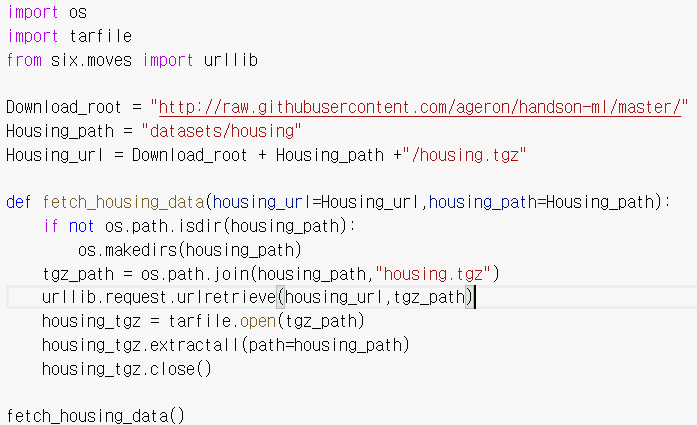 import os
import tarfile
from six.moves import urllib

Download_root = "http://raw.githubusercontent.com/ageron/handson-ml/master/"
Housing_path = "datasets/housing"
Housing_url = Download_root + Housing_path +"/housing.tgz"

def fetch_housing_data(housing_url=Housing_url,housing_path=Housing_path):
    if not os.path.isdir(housing_path):
        os.makedirs(housing_path)
    tgz_path = os.path.join(housing_path,"housing.tgz")
    urllib.request.urlretrieve(housing_url,tgz_path)
    housing_tgz = tarfile.open(tgz_path)
    housing_tgz.extractall(path=housing_path)
    housing_tgz.close()

fetch_housing_data()